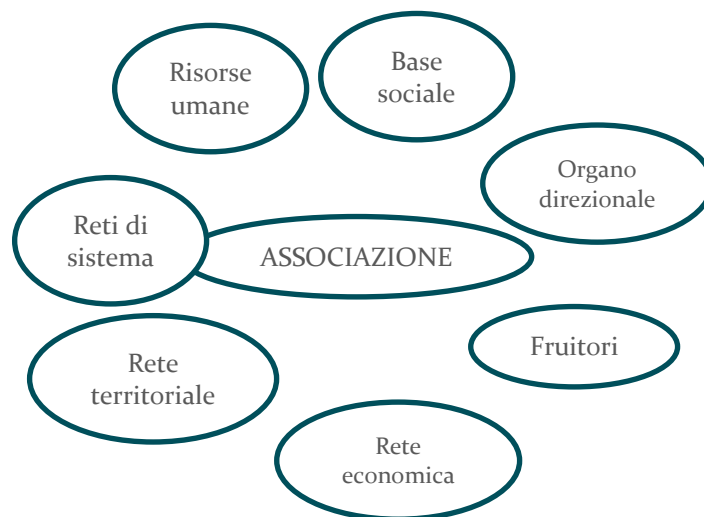 Risorse
umane
Base
sociale
Organo
direzionale
Reti di
sistema
ASSOCIAZIONE
Fruitori
Rete
territoriale
Rete
economica